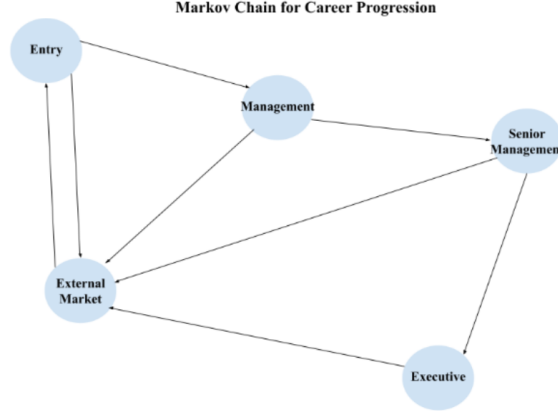 Markov Chain for Career Progression
Entry
Management
Senior
Managemen
External
Market
Executive